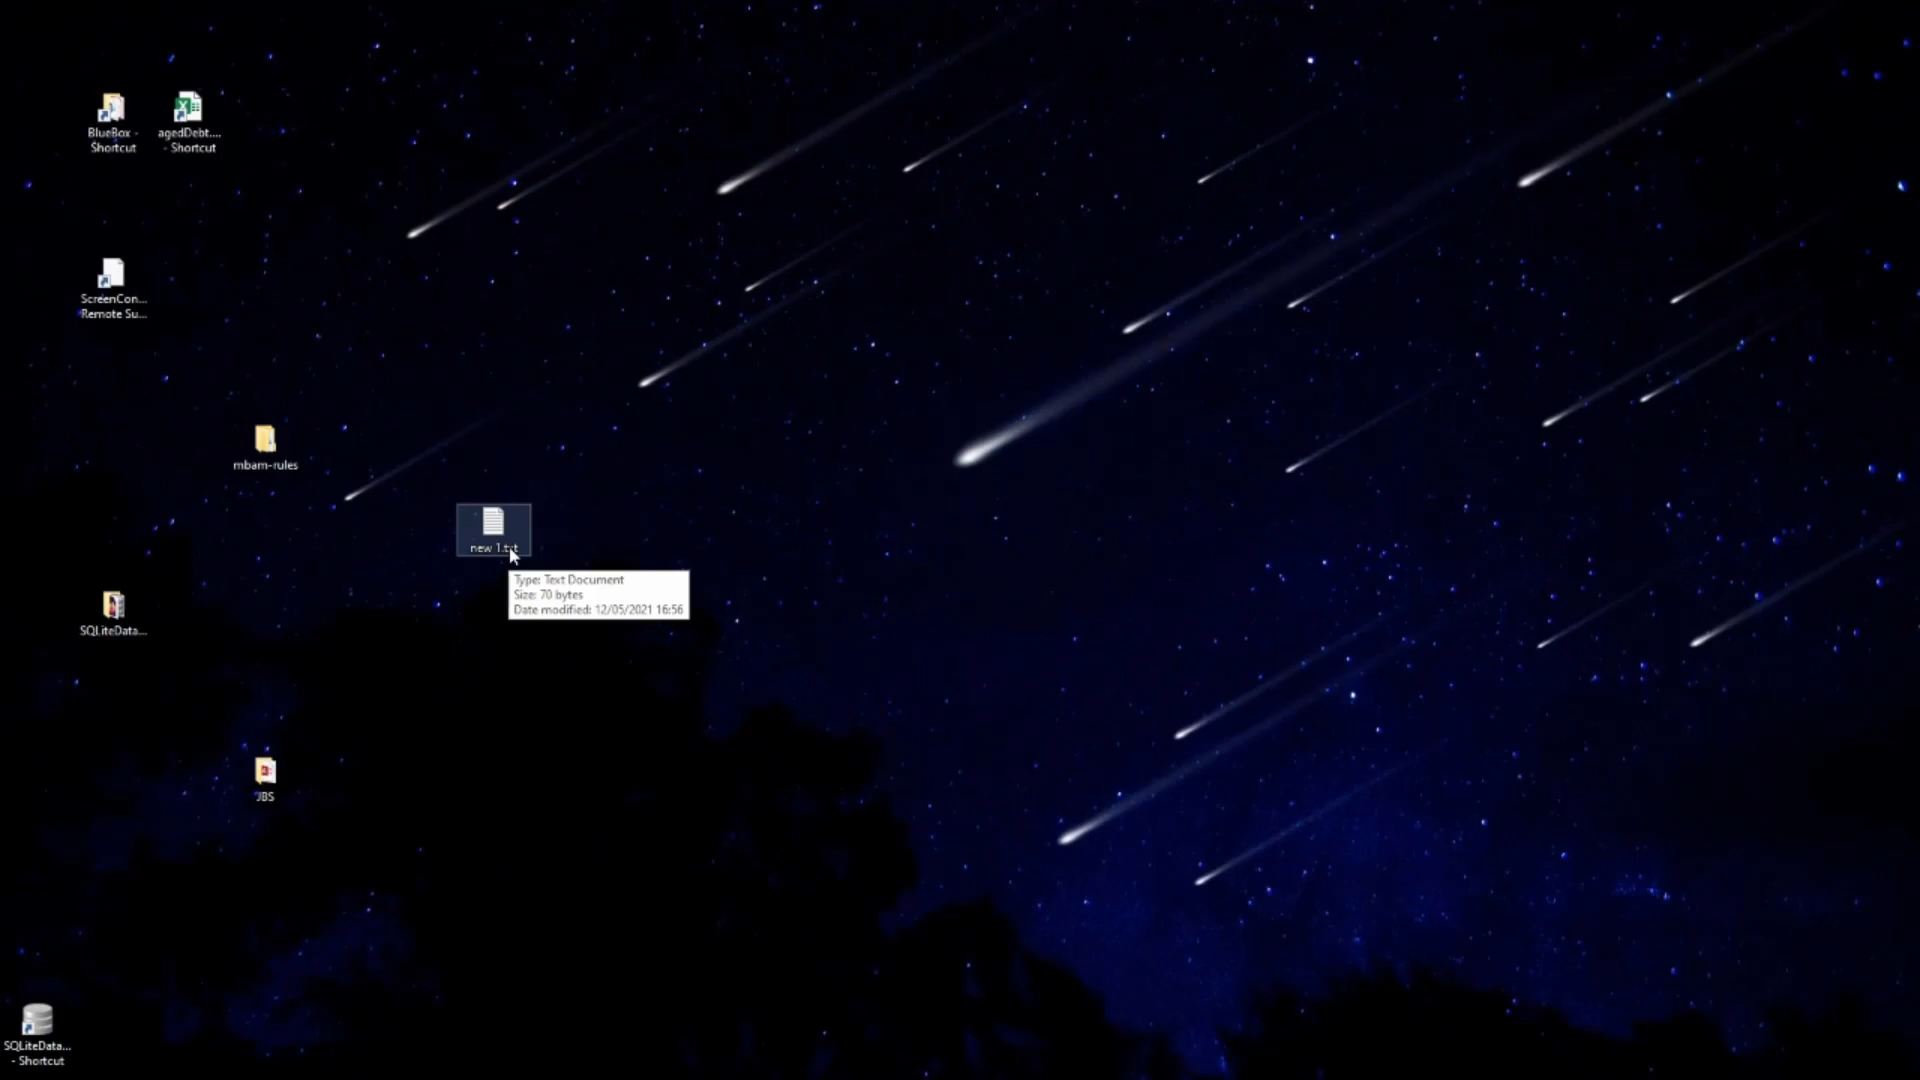 BlueBox -
Shortcut
agedDebt....
- Shortcut
ScreenCon...
Remote Su...
mbam-rules
new 1.txt
Type: Text Document
Size: 70 bytes
Date modified: 12/05/2021 16:56
SQLiteData...
JBS
SQLiteData...
- Shortcut